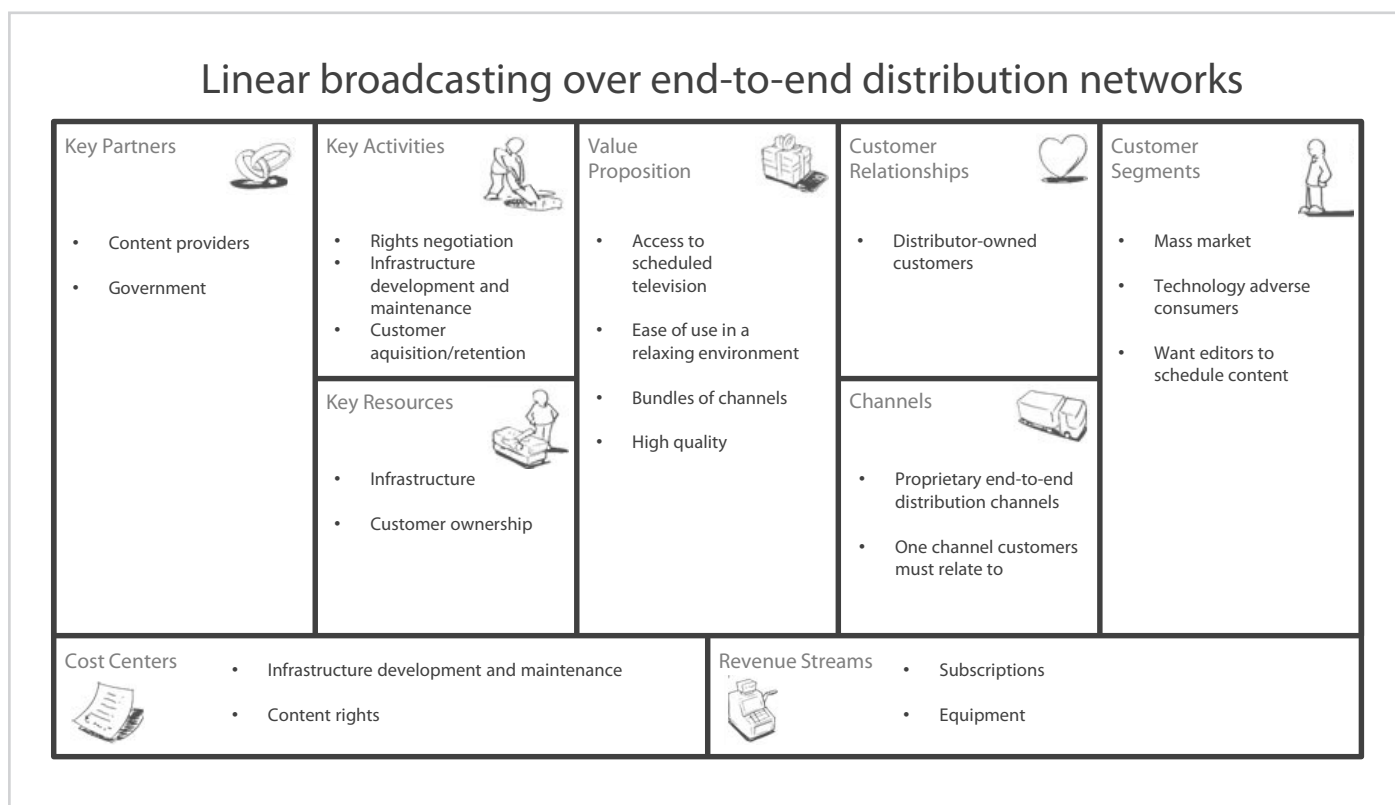 Linear broadcasting over end-to-end distribution networks
Key Partners
• Content providers
• Government
Key Activities
• Rights negotiation
• Infrastructure
development and
maintenance
• Customer
aquisition/retention
Key Resources
• Infrastructure
• Customer ownership
Value
Proposition
• Access to
scheduled
television
• Ease of use in a
relaxing environment
• Bundles of channels
• High quality
Customer
Relationships
• Distributor-owned
customers
Channels
• Proprietary end-to-end
distribution channels
• One channel customers
must relate to
Customer
Segments
• Mass market
• Technology adverse
consumers
• Want editors to
schedule content
Cost Centers
• Infrastructure development and maintenance
• Content rights
Revenue Streams
• Subscriptions
• Equipment